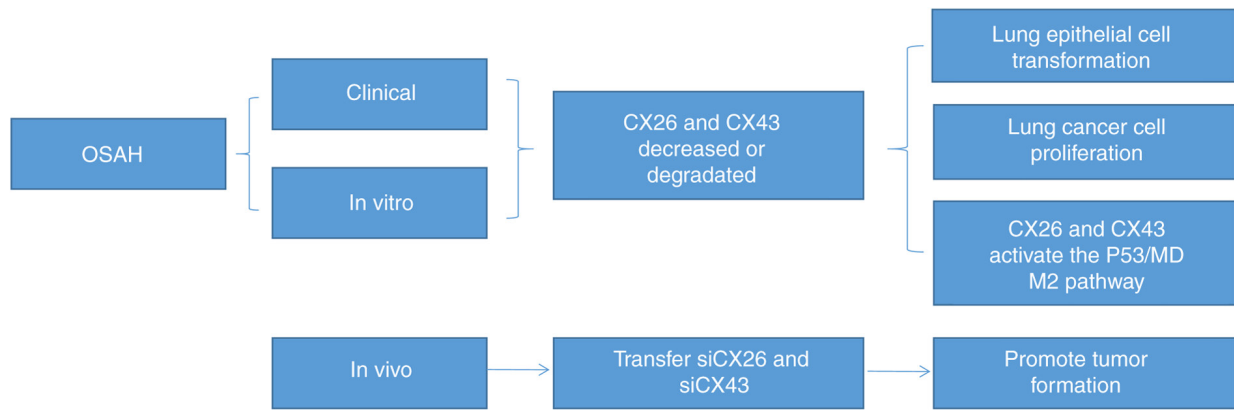 OSAH
Clinical
In vitro
CX26 and CX43
decreased or
degradated
Lung epithelial cell
transformation
Lung cancer cell
proliferation
CX26 and CX43
activate the P53/MD
M2 pathway
In vivo
Transfer siCX26 and
siCX43
Promote tumor
formation